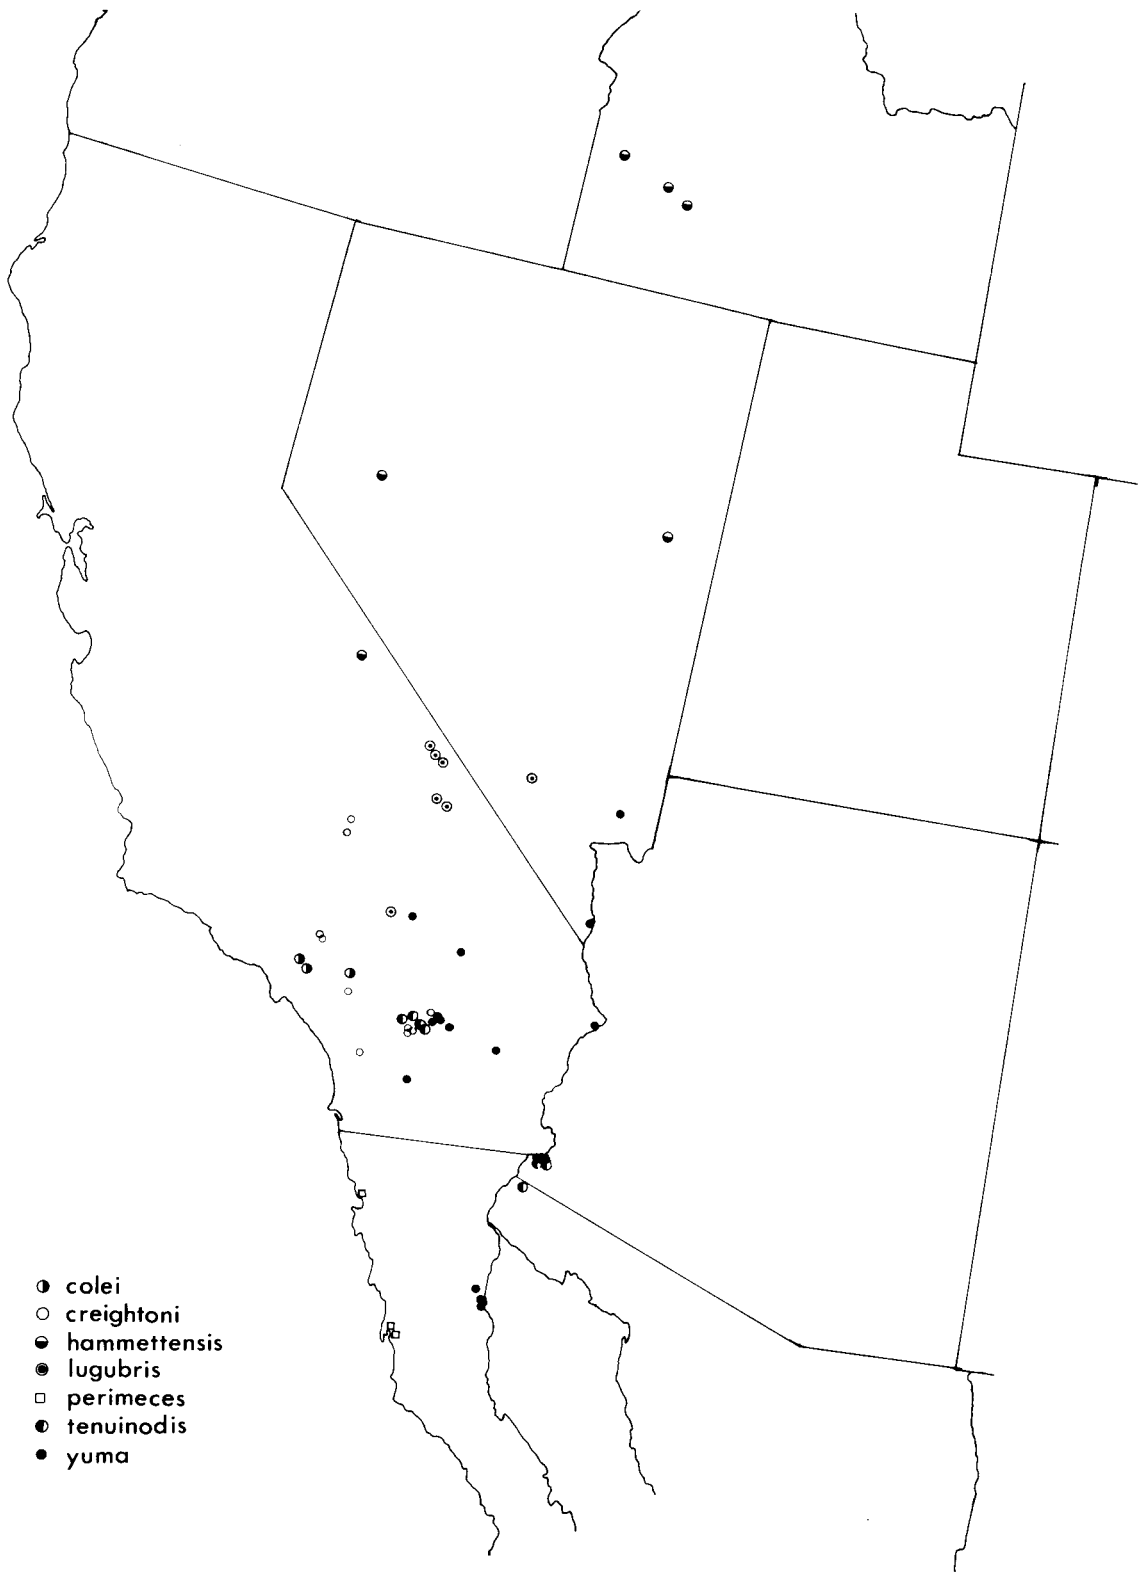 colei
creightoni
hammettensis
lugubris
perimeces
tenuinodis
yuma